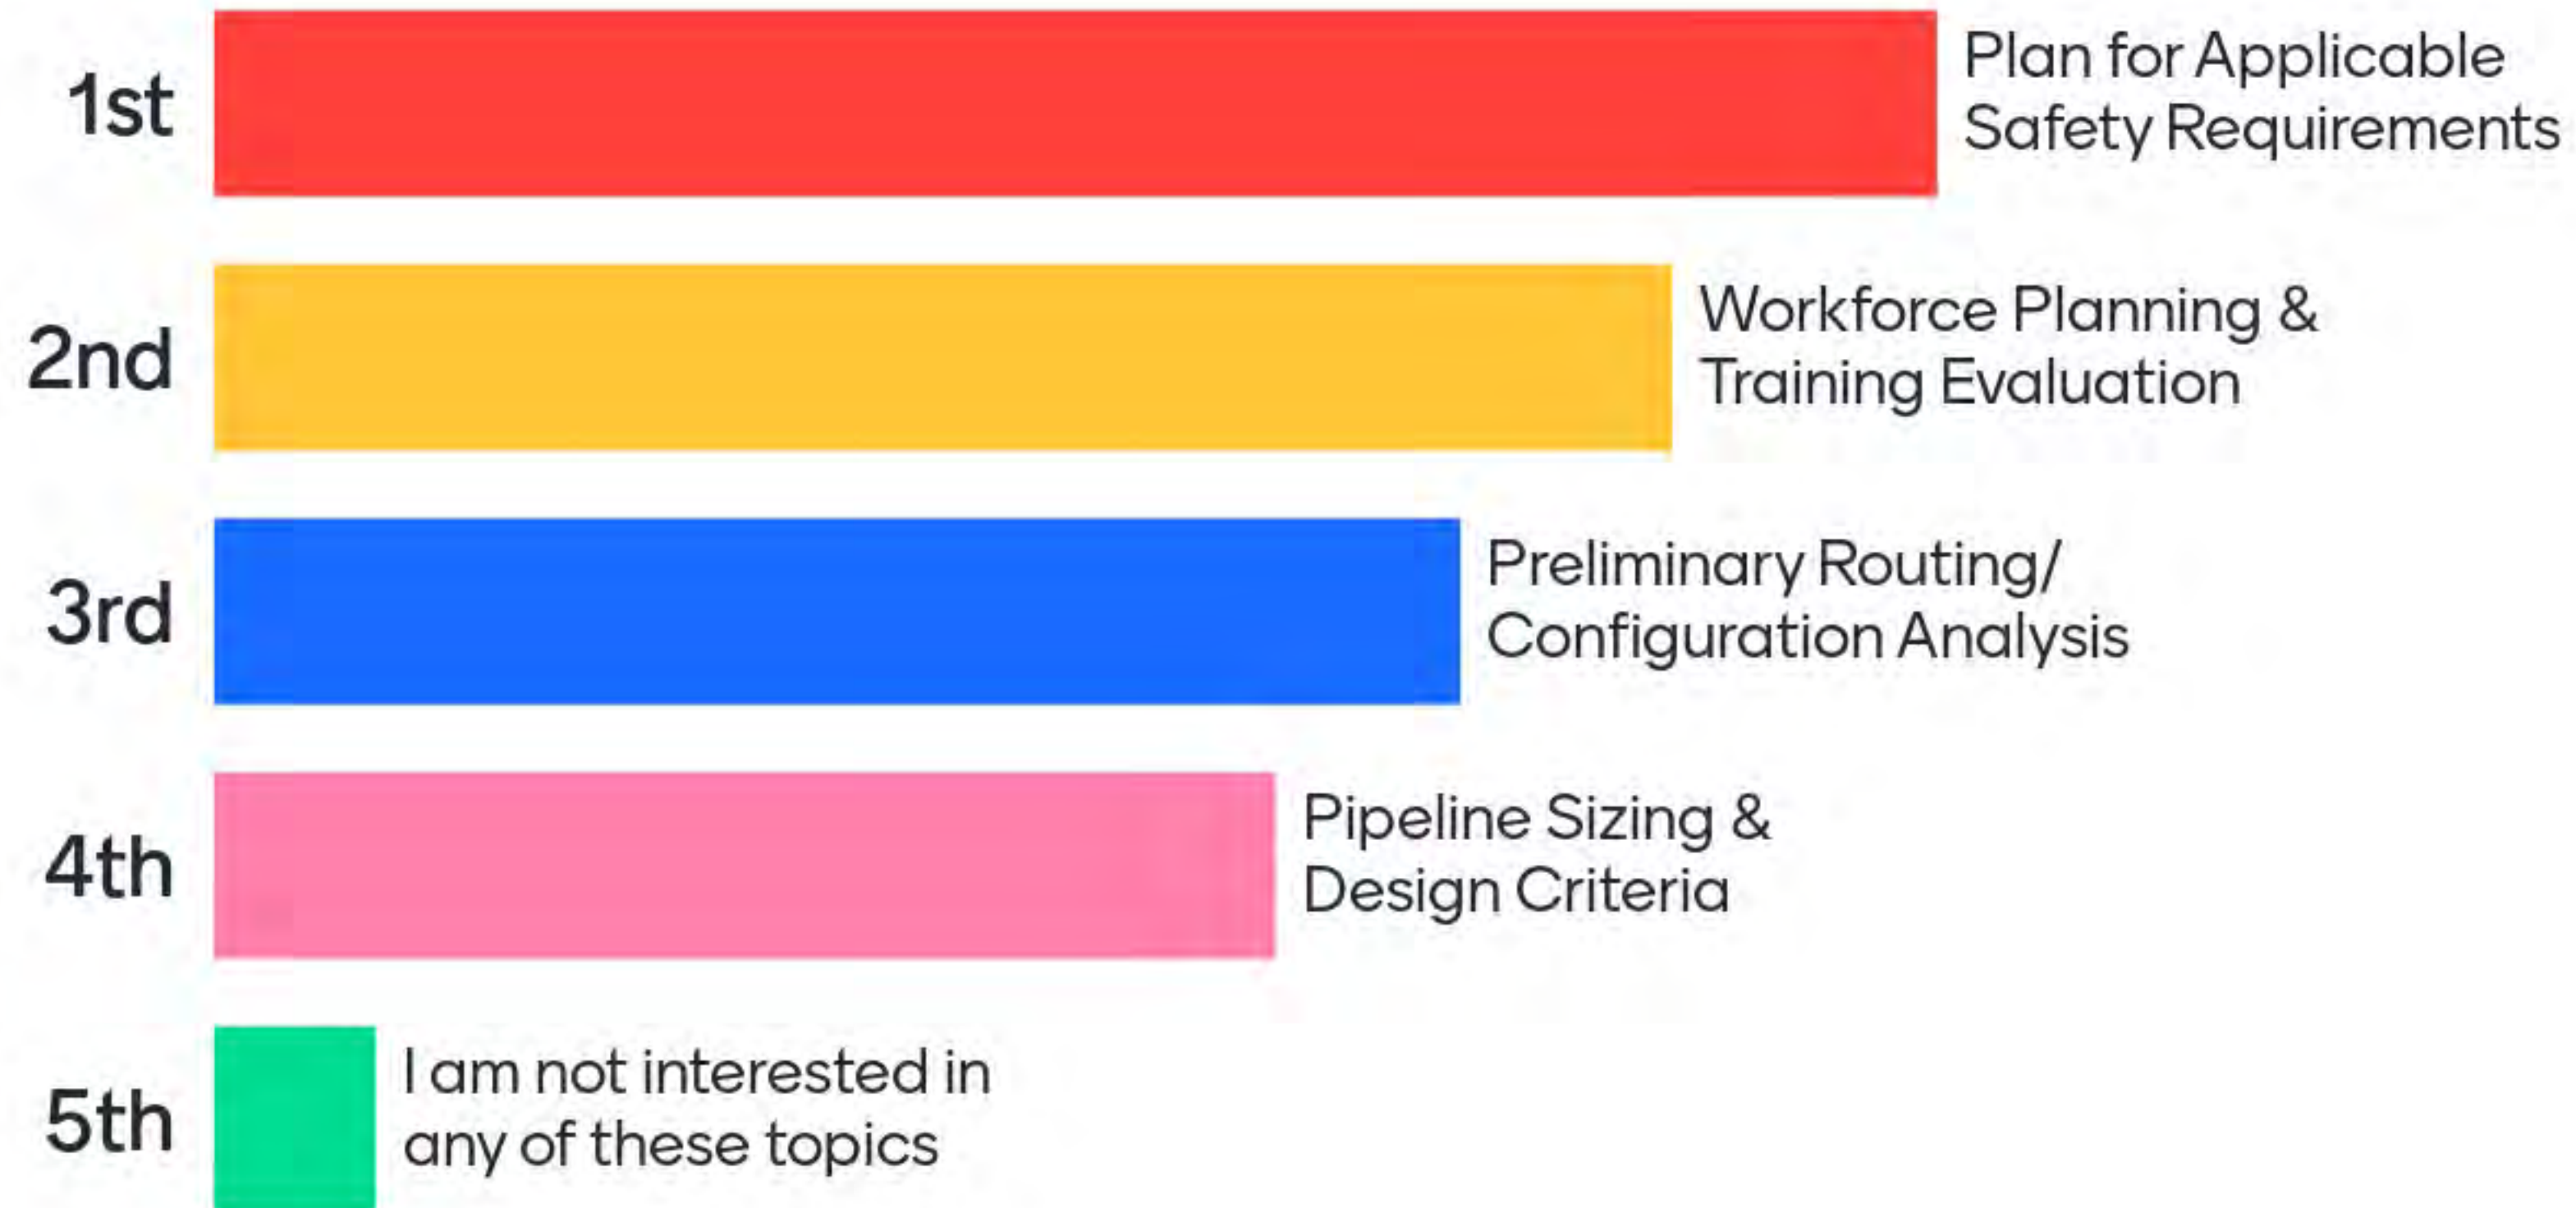 1st
Plan for Applicable
Safety Requirements
2nd
Workforce Planning &
Training Evaluation
3rd
Preliminary Routing/
Configuration Analysis
4th
Pipeline Sizing &
Design Criteria
5th
I am not interested in
any of these topics